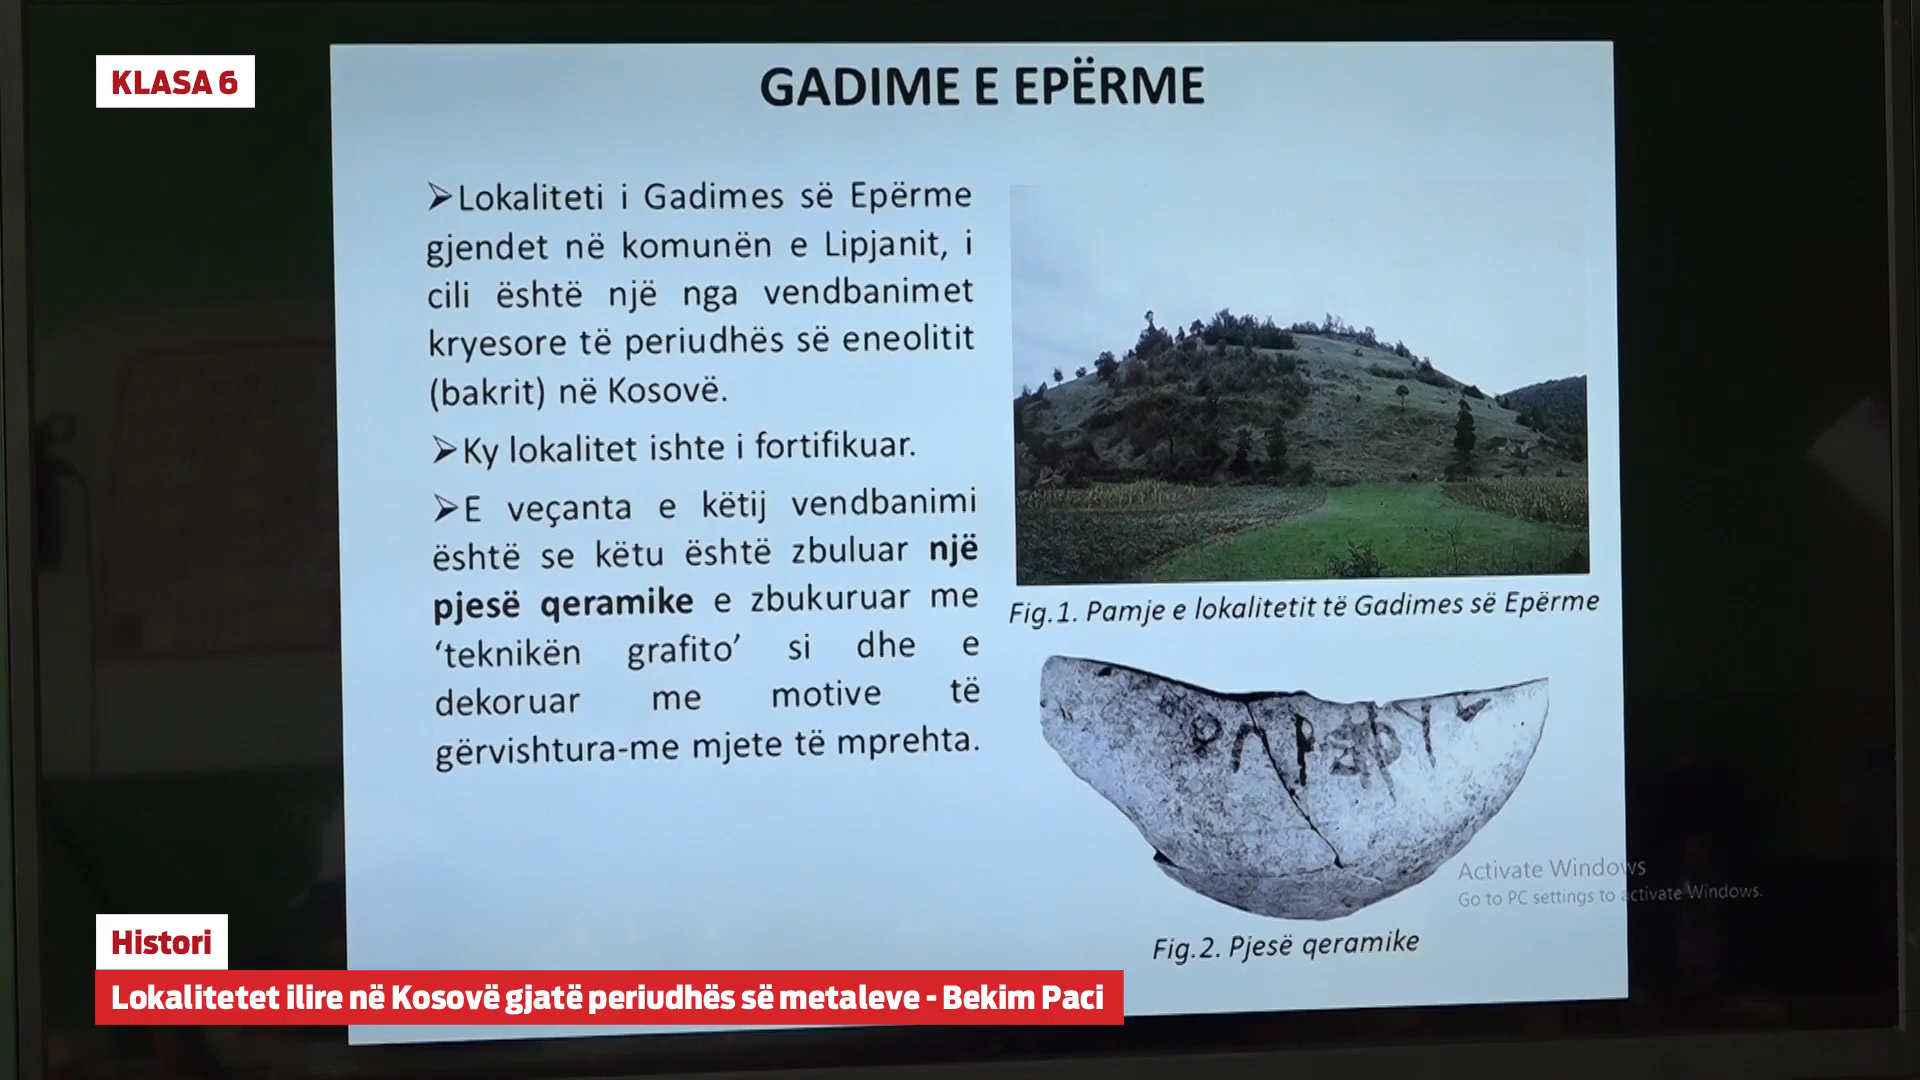 KLASA 6
GADIME E EPËRME
➢Lokaliteti i Gadimes së Epërme
gjendet në komunën e Lipjanit, i
cili është një nga vendbanimet
kryesore të periudhës së eneolitit
(bakrit) në Kosovë.
➢Ky lokalitet ishte i fortifikuar.
➢E veçanta e këtij vendbanimi
është se këtu është zbuluar një
pjesë qeramike e zbukuruar me
‘teknikën grafito’ si dhe e
dekoruar me motive të
gërvishtura-me mjete të mprehta.
Fig.1. Pamje e lokalitetit të Gadimes së Epërme
Fig.2. Pjesë qeramike
Activate Windows
Go to PC settings to activate Windows.
Histori
Lokalitetet ilire në Kosovë gjatë periudhës së metaleve - Bekim Paci